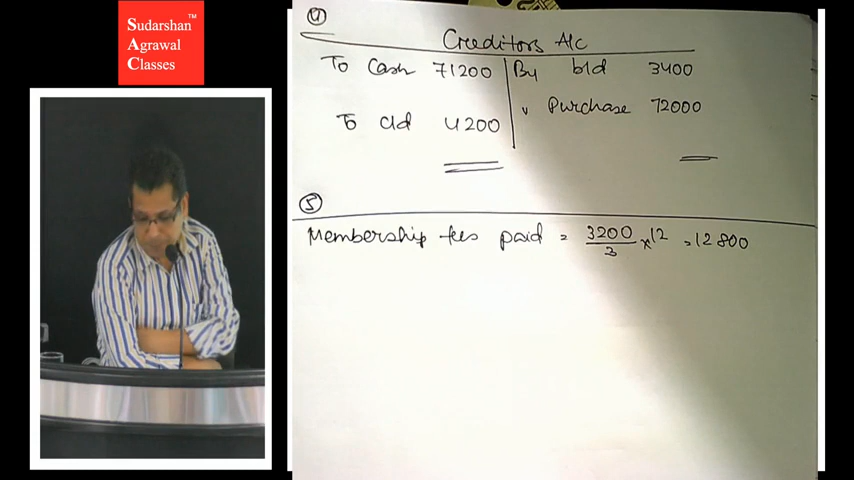 Sudarshan™
Agrawal
Classes
4
Creeditors A/c
To Cash 71200 By b/d 3400
" Purchase 72000
To c/d 4200
5
Membership fees paid = 3200/3 x 12 = 12800